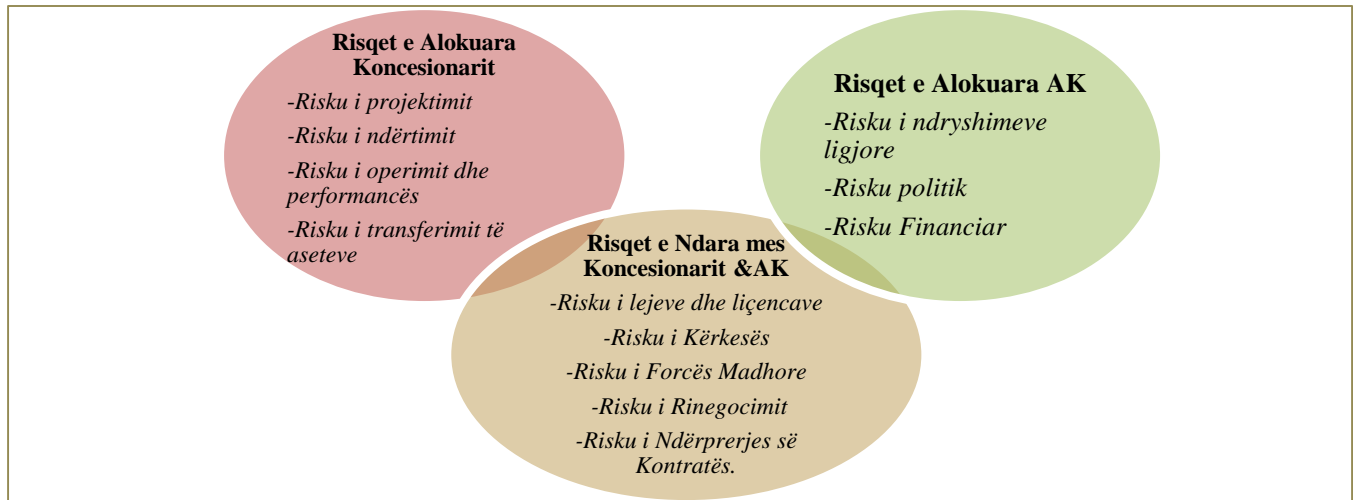 Risqet e Alokuara
Koncesionarit
-Risku i projektimit
-Risku i ndërtimit
-Risku i operimit dhe
performancës
-Risku i transferimit të
aseteve
Risqet e Alokuara AK
-Risku i ndryshimeve
ligjore
-Risku politik
-Risku Financiar
Risqet e Ndara mes
Koncesionarit &AK
-Risku i lejeve dhe liçencave
-Risku i Kërkesës
-Risku i Forcës Madhore
-Risku i Rinegocimit
-Risku i Ndërprerjes së
Kontratës.